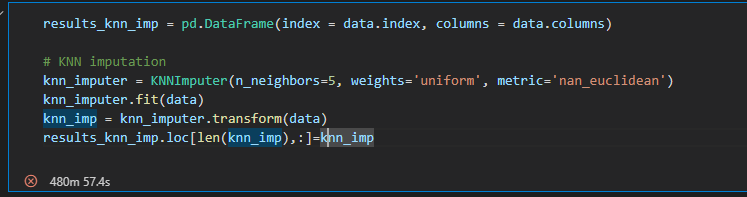 results_knn_imp = pd.DataFrame(index = data.index, columns = data.columns)
# KNN imputation
knn_imputer = KNNImputer(n_neighbors=5, weights='uniform', metric='nan_euclidean')
knn_imputer.fit(data)
knn_imp = knn_imputer.transform(data)
results_knn_imp.loc[len(knn_imp),:]=knn_imp
480m 57.4s